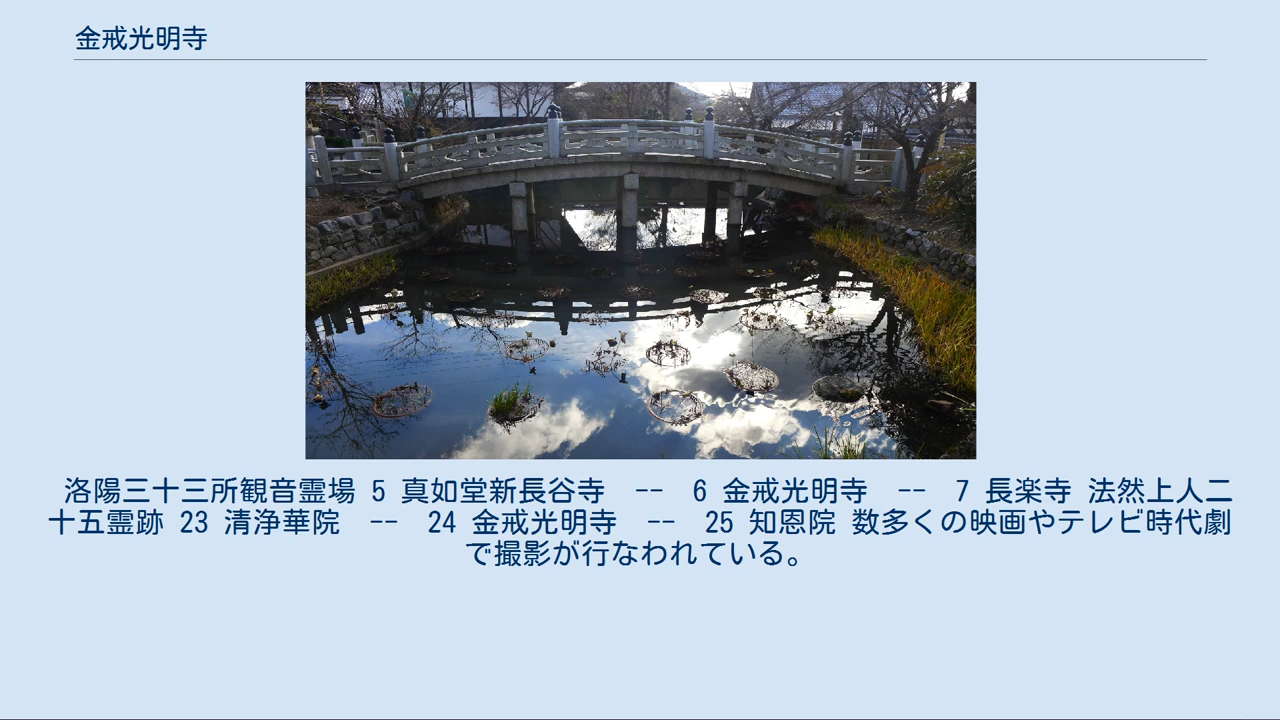 金戒光明寺
洛陽三十三所観音霊場 5 真如堂新長谷寺　--　6 金戒光明寺　--　7 長楽寺 法然上人二
十五霊跡 23 清浄華院　--　24 金戒光明寺　--　25 知恩院 数多くの映画やテレビ時代劇
で撮影が行なわれている。